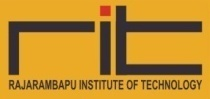 rit
RAJARAMBAPU INSTITUTE OF TECHNOLOGY